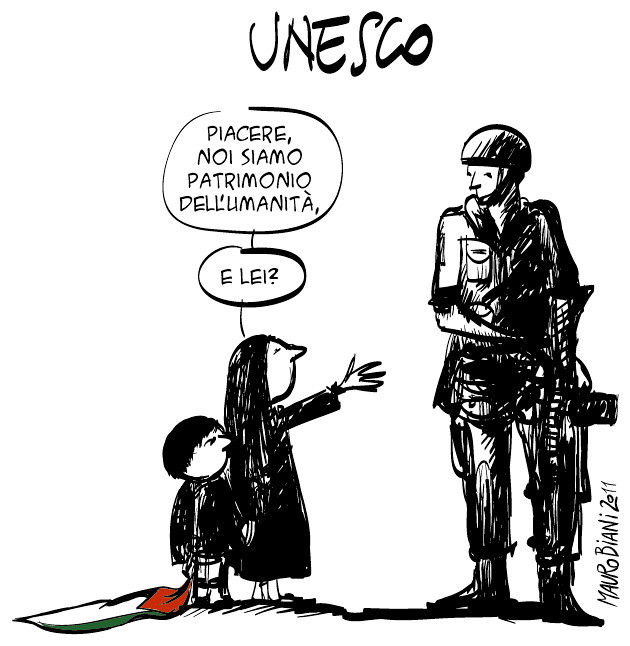 UNESCO
PIACERE,
NOI SIAMO
PATRIMONIO
DELL'UMANITÀ,
E LEI?
MAURO BIANI 2011